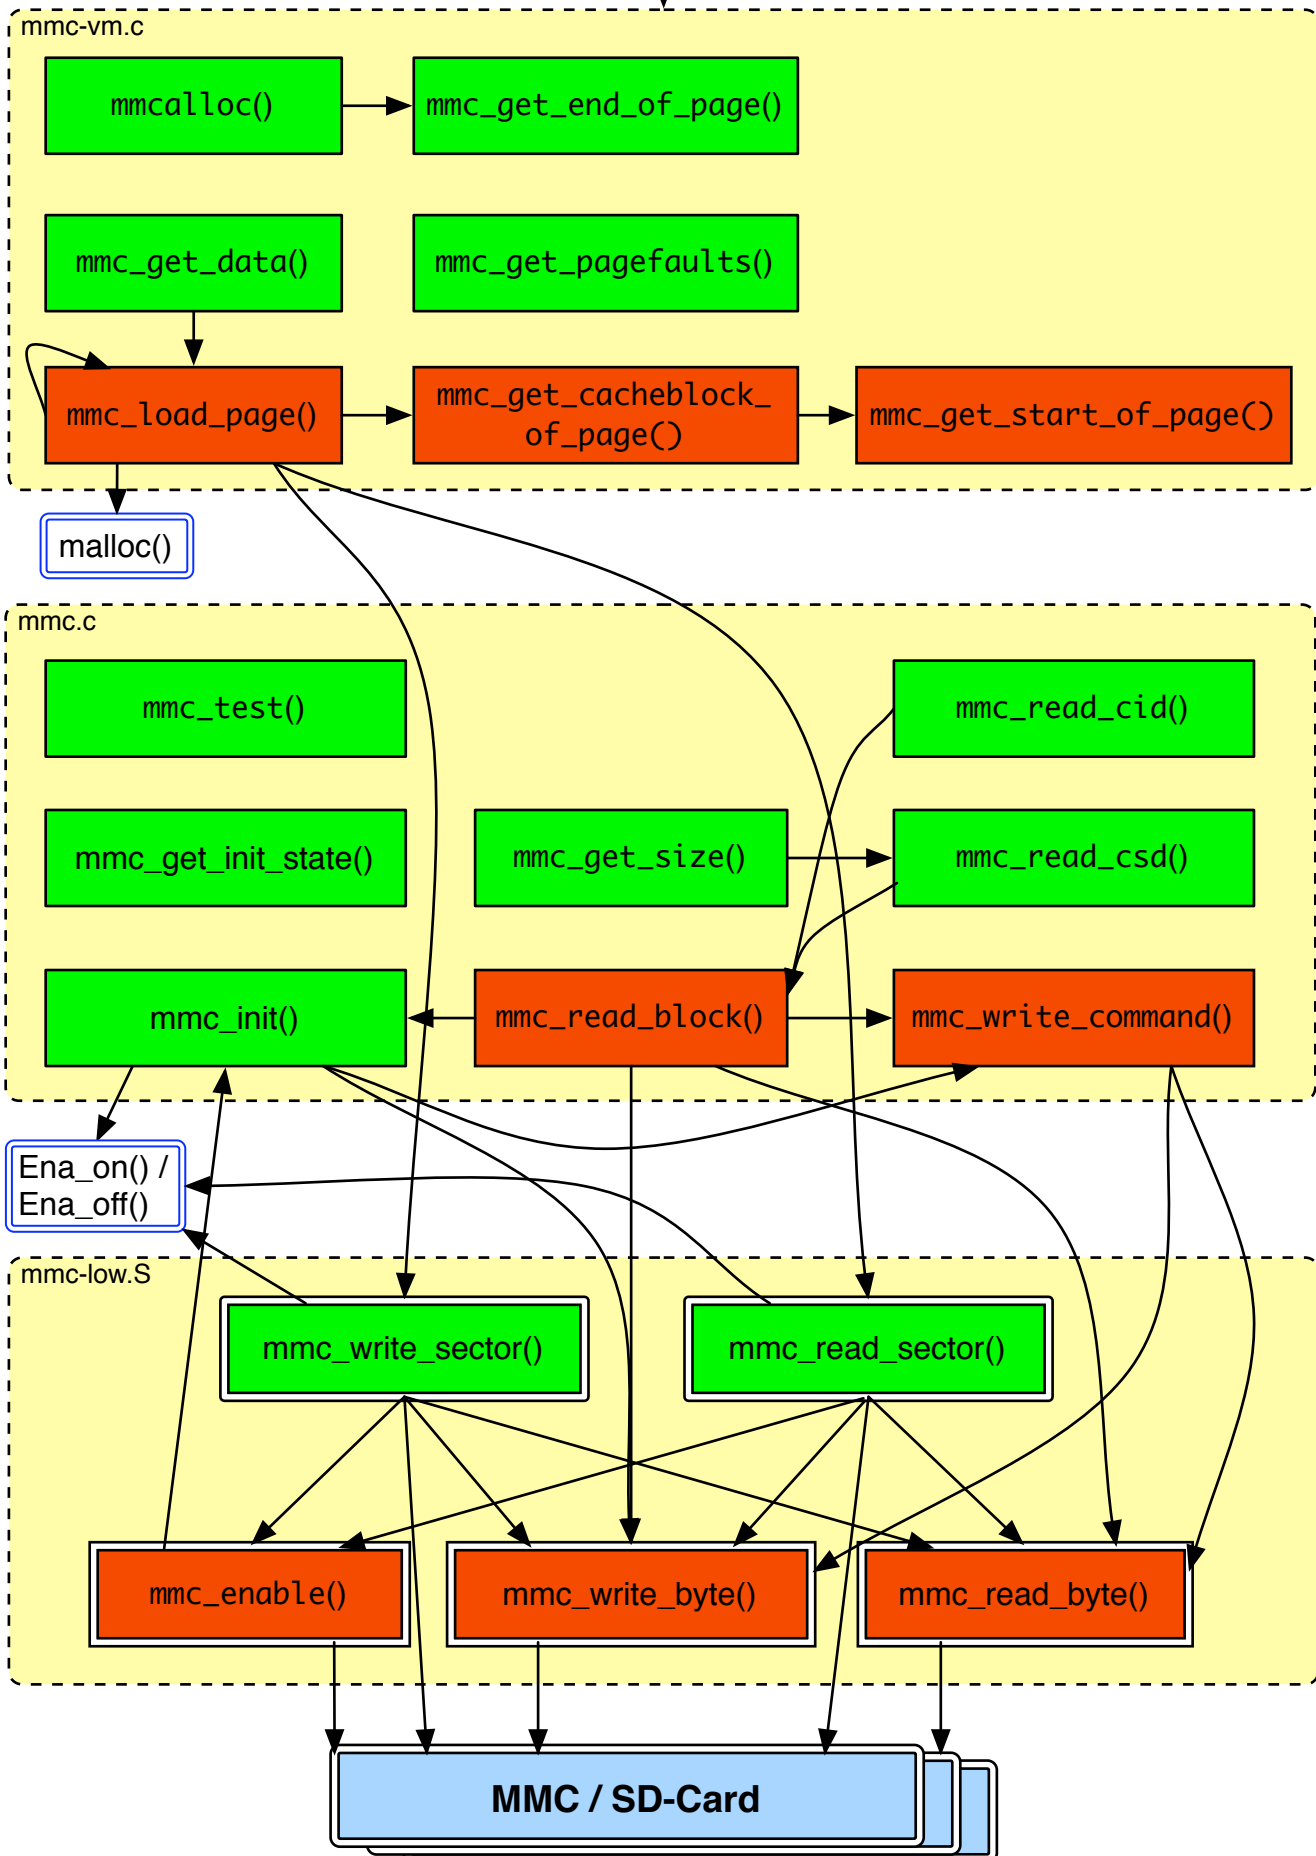 mmc-vm.c
mmcalloc()
mmc_get_end_of_page()
mmc_get_data()
mmc_get_pagefaults()
mmc_load_page()
mmc_get_cacheblock_
of_page()
mmc_get_start_of_page()
malloc()
mmc.c
mmc_test()
mmc_read_cid()
mmc_get_init_state()
mmc_get_size()
mmc_read_csd()
mmc_init()
mmc_read_block()
mmc_write_command()
Ena_on() /
Ena_off()
mmc-low.S
mmc_write_sector()
mmc_read_sector()
mmc_enable()
mmc_write_byte()
mmc_read_byte()
MMC / SD-Card